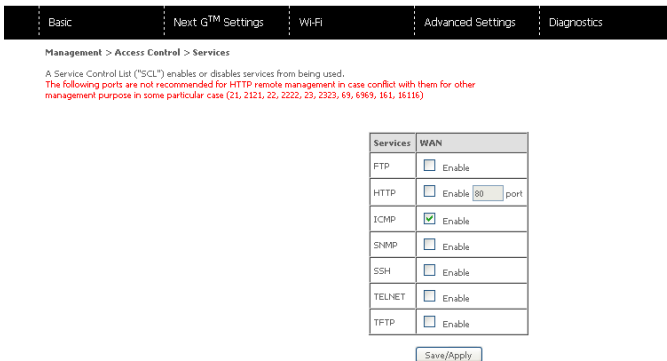 Basic Next G™ Settings Wi-Fi Advanced Settings Diagnostics
Management > Access Control > Services
A Service Control List ("SCL") enables or disables services from being used.
The following ports are not recommended for HTTP remote management in case conflict with them for other
management purpose in some particular case (21, 2121, 22, 2222, 23, 2323, 69, 6969, 161, 16116)
Services WAN
FTP Enable
HTTP Enable 80 port
ICMP Enable
SNMP Enable
SSH Enable
TELNET Enable
TFTP Enable
Save/Apply